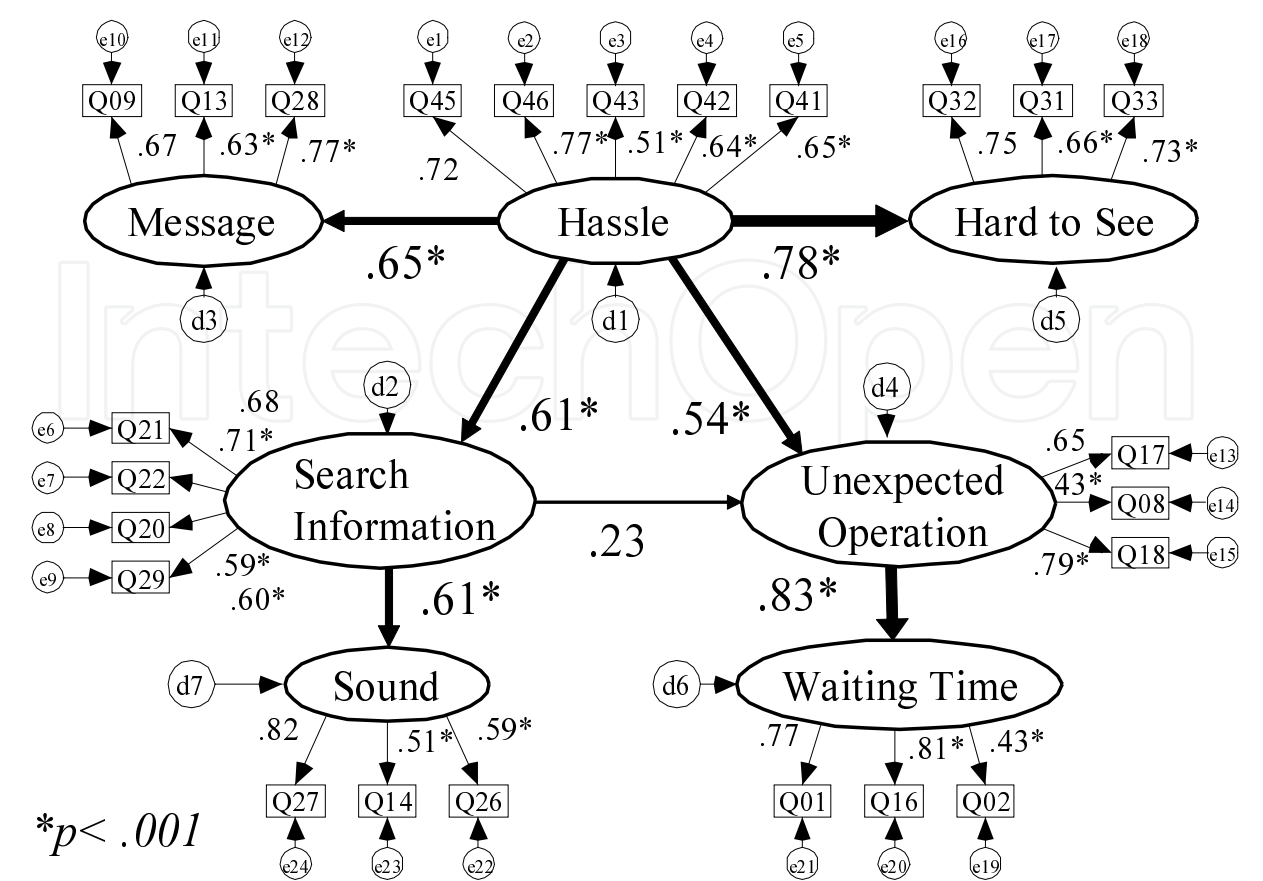 e10 e11 e12 e1 e2 e3 e4 e5 e16 e17 e18
Q09 Q13 Q28 Q45 Q46 Q43 Q42 Q41 Q32 Q31 Q33
.67 .63* .77* .72 .77* .51* .64* .65* .75 .66* .73*
Message Hassle Hard to See
.65* .78*
d3 d1 d5
IntechOpen
d2 d4
.68
.61* .54*
e6 Q21 .71* .65 Q17 e13
e7 Q22 Search Unexpected .43* Q08 e14
e8 Q20 Information Operation
.23
e9 Q29 .59* .79* Q18 e15
.60* .61* .83*
d7 Sound d6 Waiting Time
.82 .51* .59* .77 .81* .43*
Q27 Q14 Q26 Q01 Q16 Q02
*p< .001
e24 e23 e22 e21 e20 e19